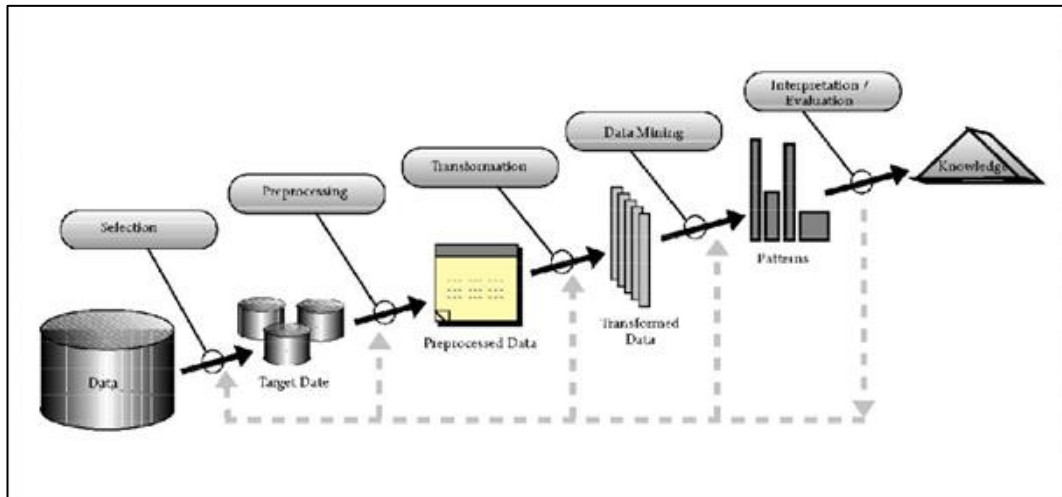 Interpretation /
Evaluation
Data Mining
Transformation
Preprocessing
Selection
Knowledge
Patterns
Transformed
Data
Preprocessed Data
Target Date
Data